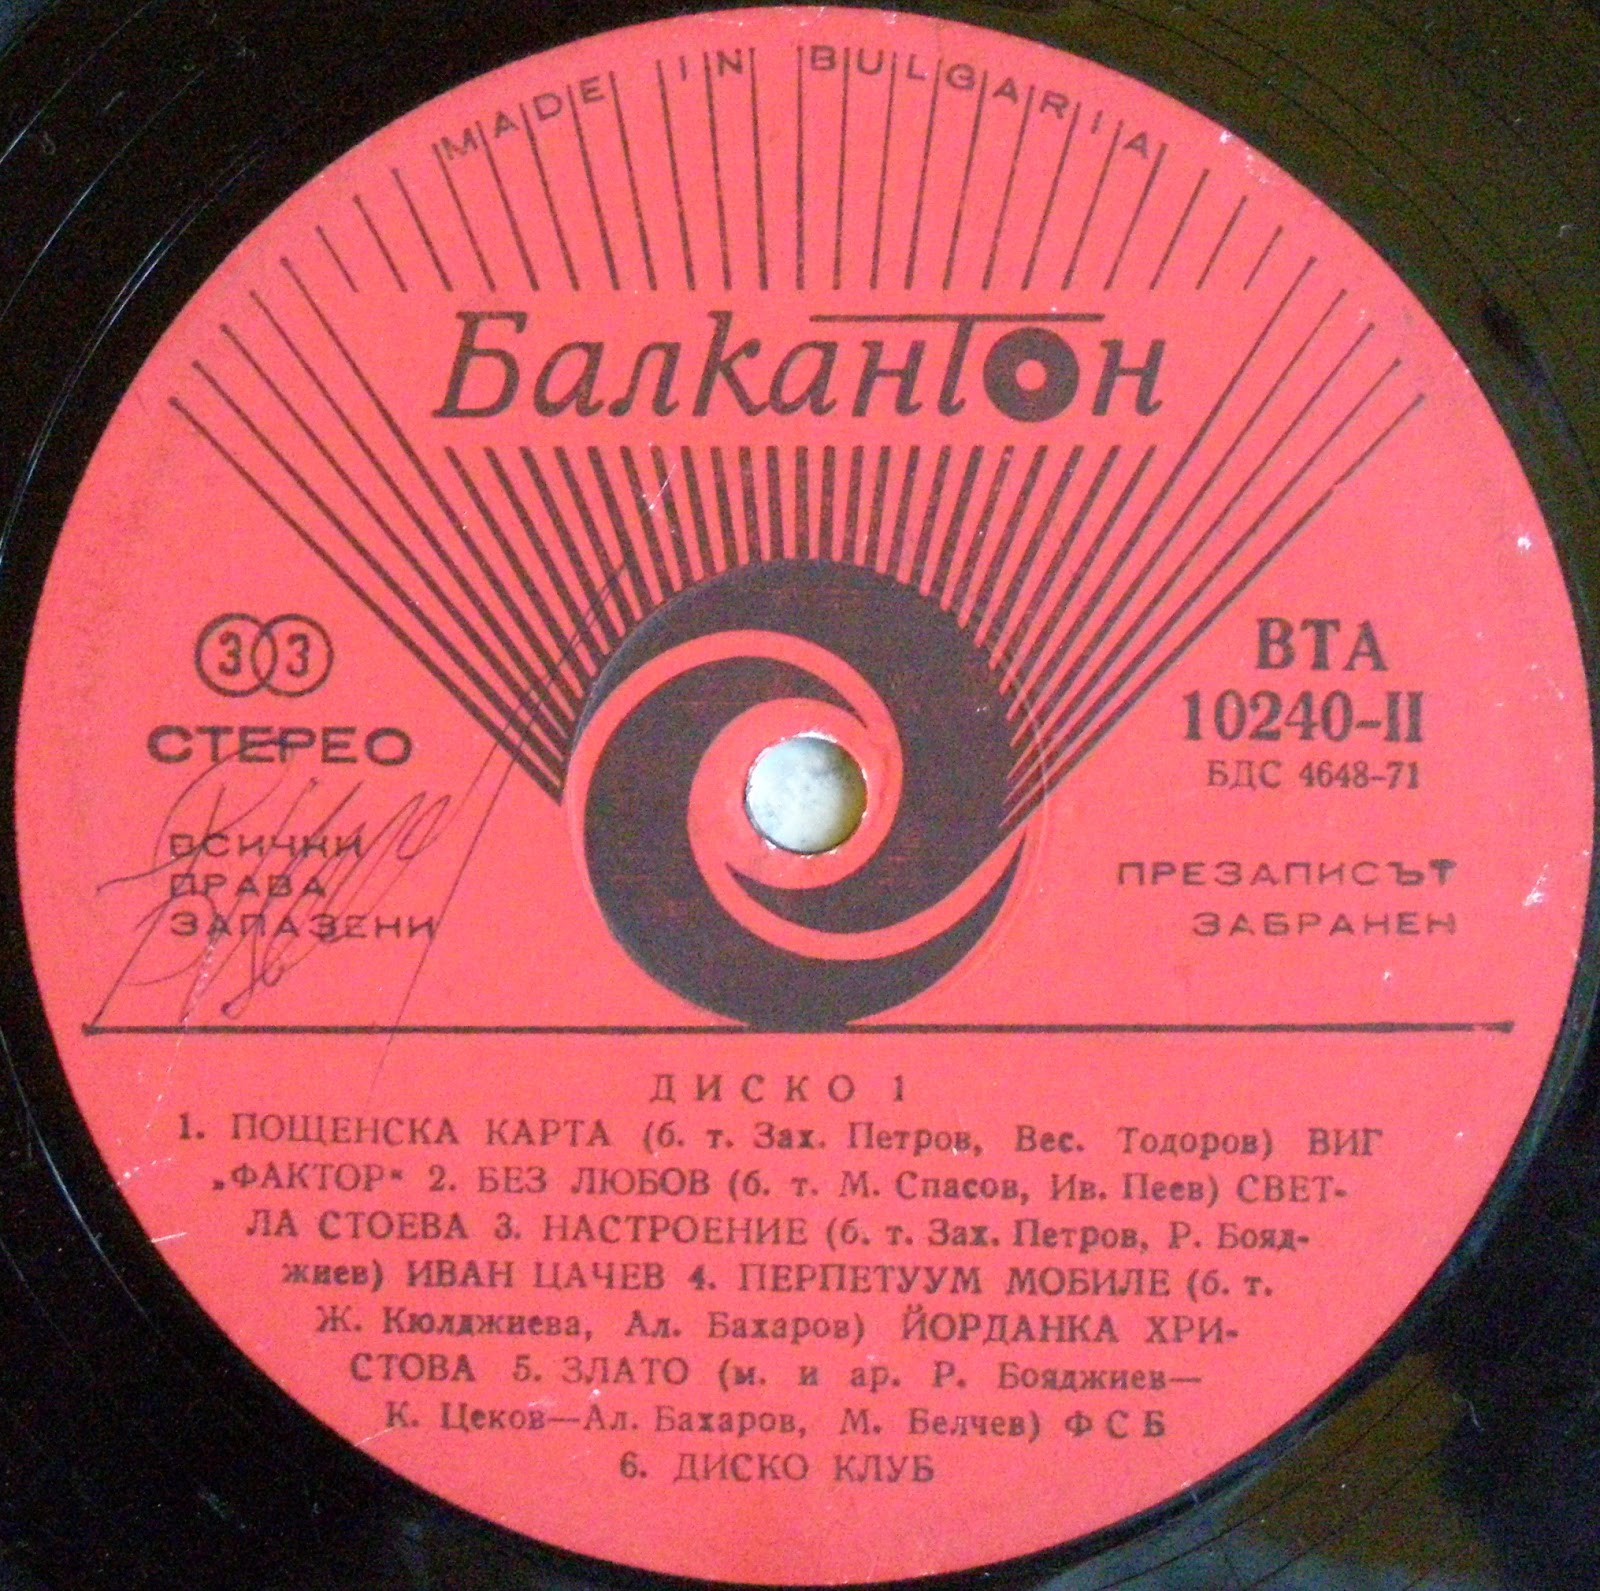 MADE IN BULGARIA
Балкантон
33
СТЕРЕО
ВСИЧКИ
ПРАВА
ЗАПАЗЕНИ
ВТА
10240-II
БДС 4648-71
ПРЕЗАПИСЪТ
ЗАБРАНЕН
ДИСКО 1
1. ПОЩЕНСКА КАРТА (б. т. Зах. Петров, Вес. Тодоров) ВИГ
„ФАКТОР“ 2. БЕЗ ЛЮБОВ (б. т. М. Спасов, Ив. Пеев) СВЕТ-
ЛА СТОЕВА 3. НАСТРОЕНИЕ (б. т. Зах. Петров, Р. Бояд-
жиев) ИВАН ЦАЧЕВ 4. ПЕРПЕТУУМ МОБИЛЕ (б. т.
Ж. Кюлджиева, Ал. Бахаров) ЙОРДАНКА ХРИ-
СТОВА 5. ЗЛАТО (м. и ар. Р. Бояджиев—
К. Цеков—Ал. Бахаров, М. Белчев) ФСБ
6. ДИСКО КЛУБ